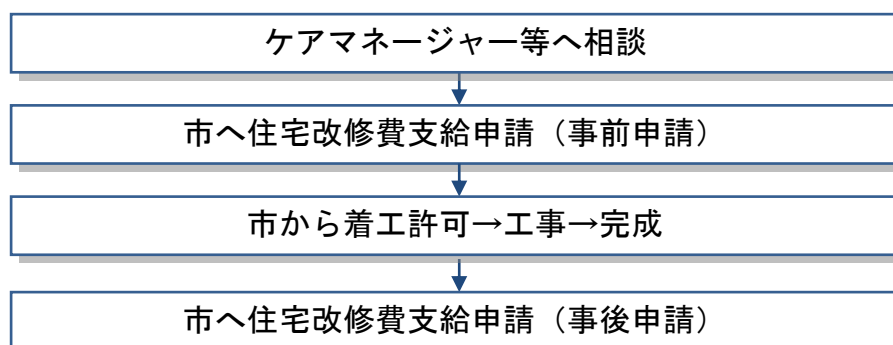 ケアマネージャー等へ相談
市へ住宅改修費支給申請（事前申請）
市から着工許可→工事→完成
市へ住宅改修費支給申請（事後申請）